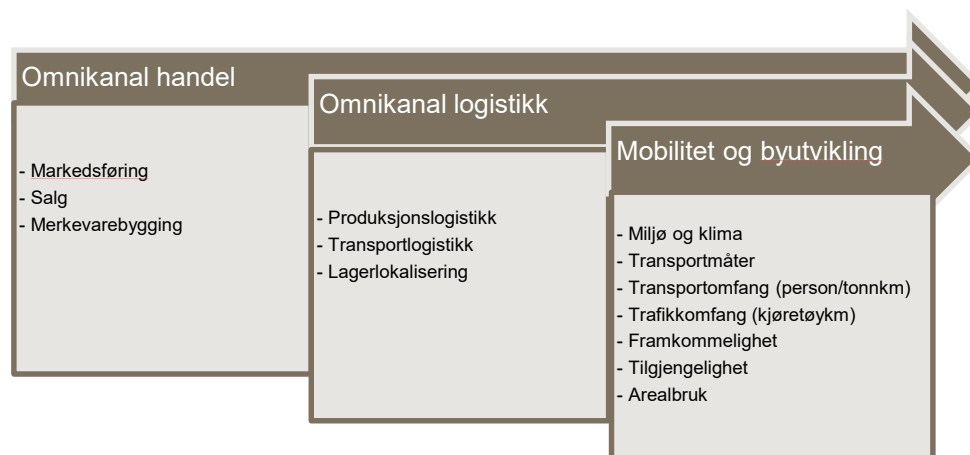 Omnikanal handel
- Markedsføring
- Salg
- Merkevarebygging
Omnikanal logistikk
- Produksjonslogistikk
- Transportlogistikk
- Lagerlokalisering
Mobilitet og byutvikling
- Miljø og klima
- Transportmåter
- Transportomfang (person/tonnkm)
- Trafikkomfang (kjøretøykm)
- Framkommelighet
- Tilgjengelighet
- Arealbruk